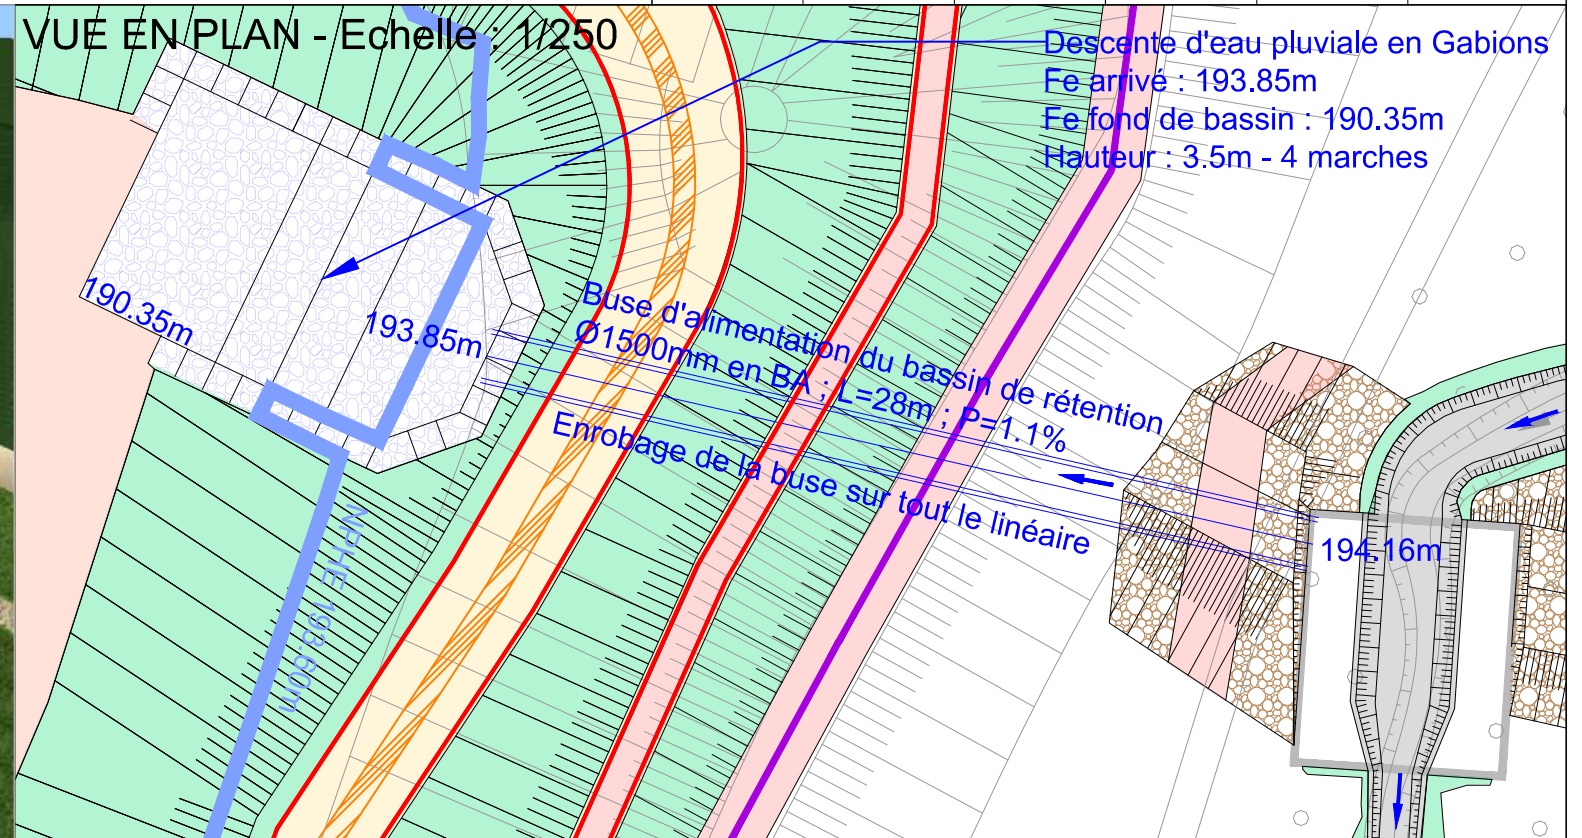 VUE EN PLAN - Echelle : 1/250
Descente d'eau pluviale en Gabions
Fe arrivé : 193.85m
Fe fond de bassin : 190.35m
Hauteur : 3.5m - 4 marches
190.35m
193.85m
Buse d'alimentation du bassin de rétention
Ø1500mm en BA ; L=28m ; P=1.1%
Enrobage de la buse sur tout le linéaire
194.16m
NPHE 193.60m